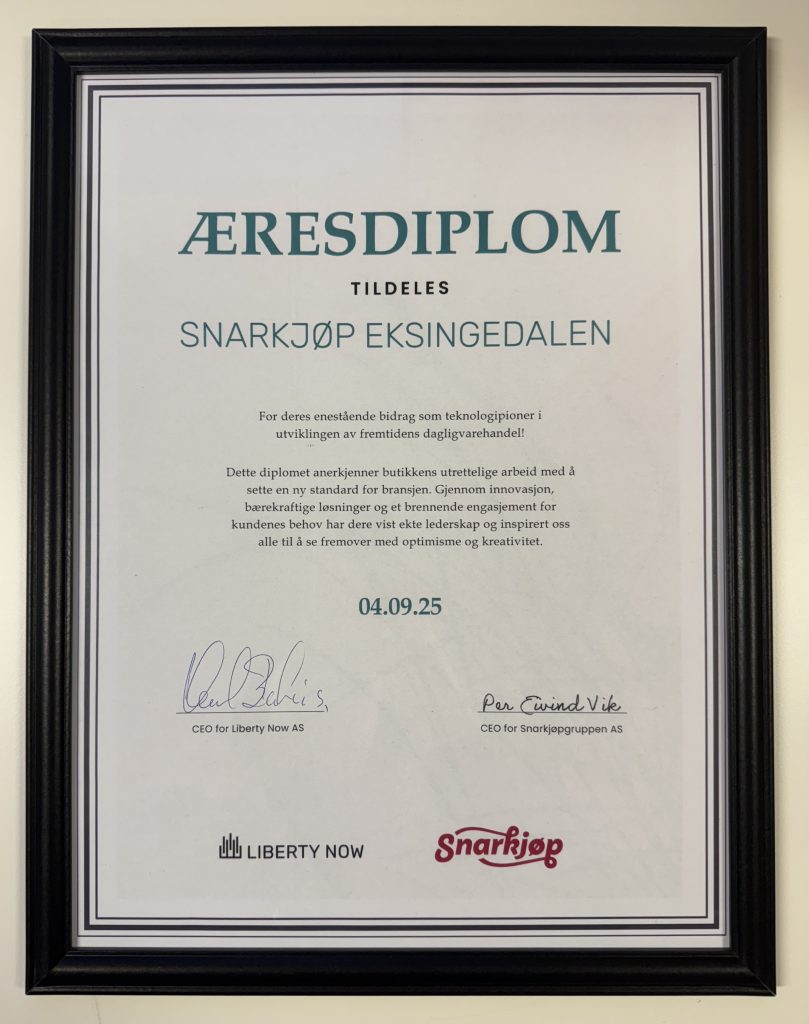 ÆRESDIPLOM
TILDELES
SNARKJØP EKSINGEDALEN
For deres enestående bidrag som teknologipioner i
utviklingen av fremtidens dagligvarehandel!
Dette diplomet anerkjenner butikkens utrettelige arbeid med å
sette en ny standard for bransjen. Gjennom innovasjon,
bærekraftige løsninger og et brennende engasjement for
kundenes behov har dere vist ekte lederskap og inspirert oss
alle til å se fremover med optimisme og kreativitet.
04.09.25
Per Eivind Vik
CEO for Liberty Now AS
CEO for Snarkjøpgruppen AS
LIBERTY NOW
Snarkjøp